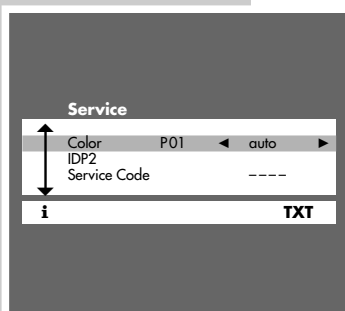 Service
Color P01 ◄ auto ►
IDP2
Service Code ––––
i TXT